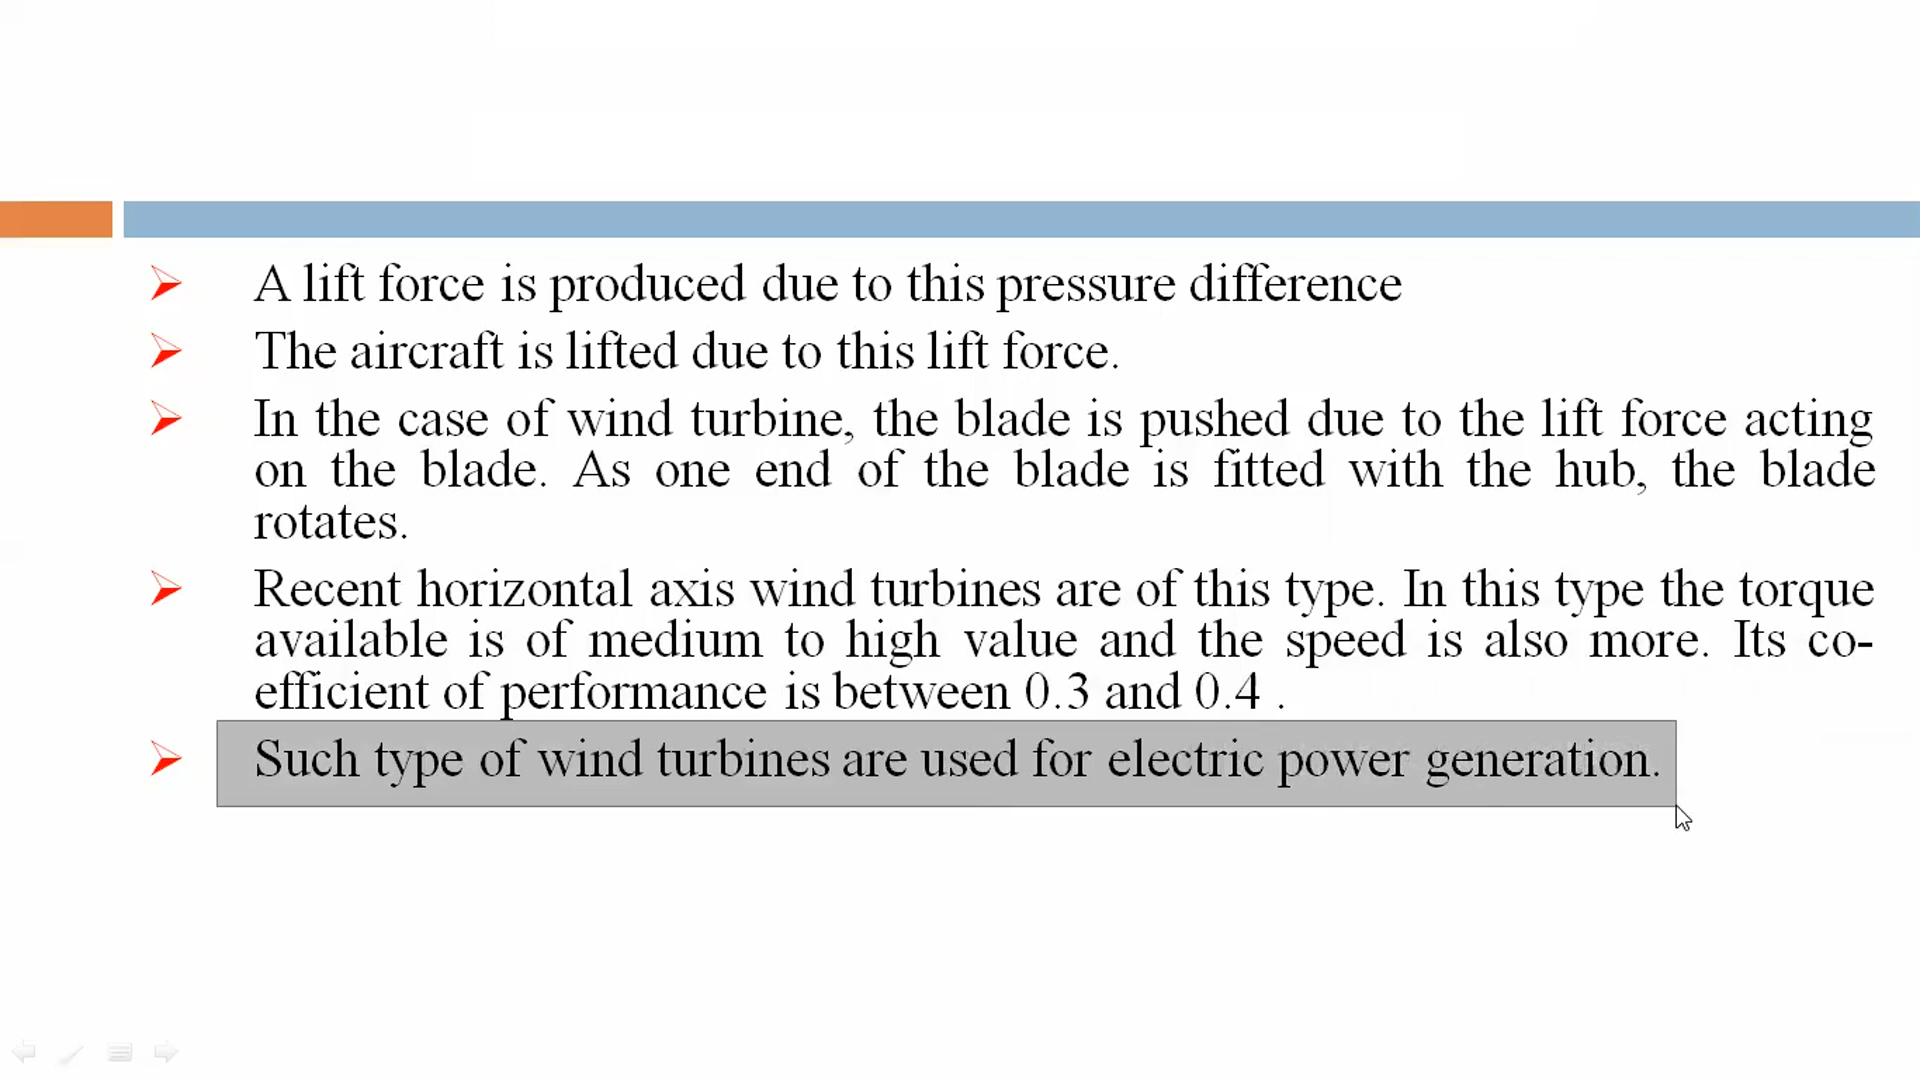 A lift force is produced due to this pressure difference
The aircraft is lifted due to this lift force.
In the case of wind turbine, the blade is pushed due to the lift force acting
on the blade. As one end of the blade is fitted with the hub, the blade
rotates.
Recent horizontal axis wind turbines are of this type. In this type the torque
available is of medium to high value and the speed is also more. Its co-
efficient of performance is between 0.3 and 0.4 .
Such type of wind turbines are used for electric power generation.